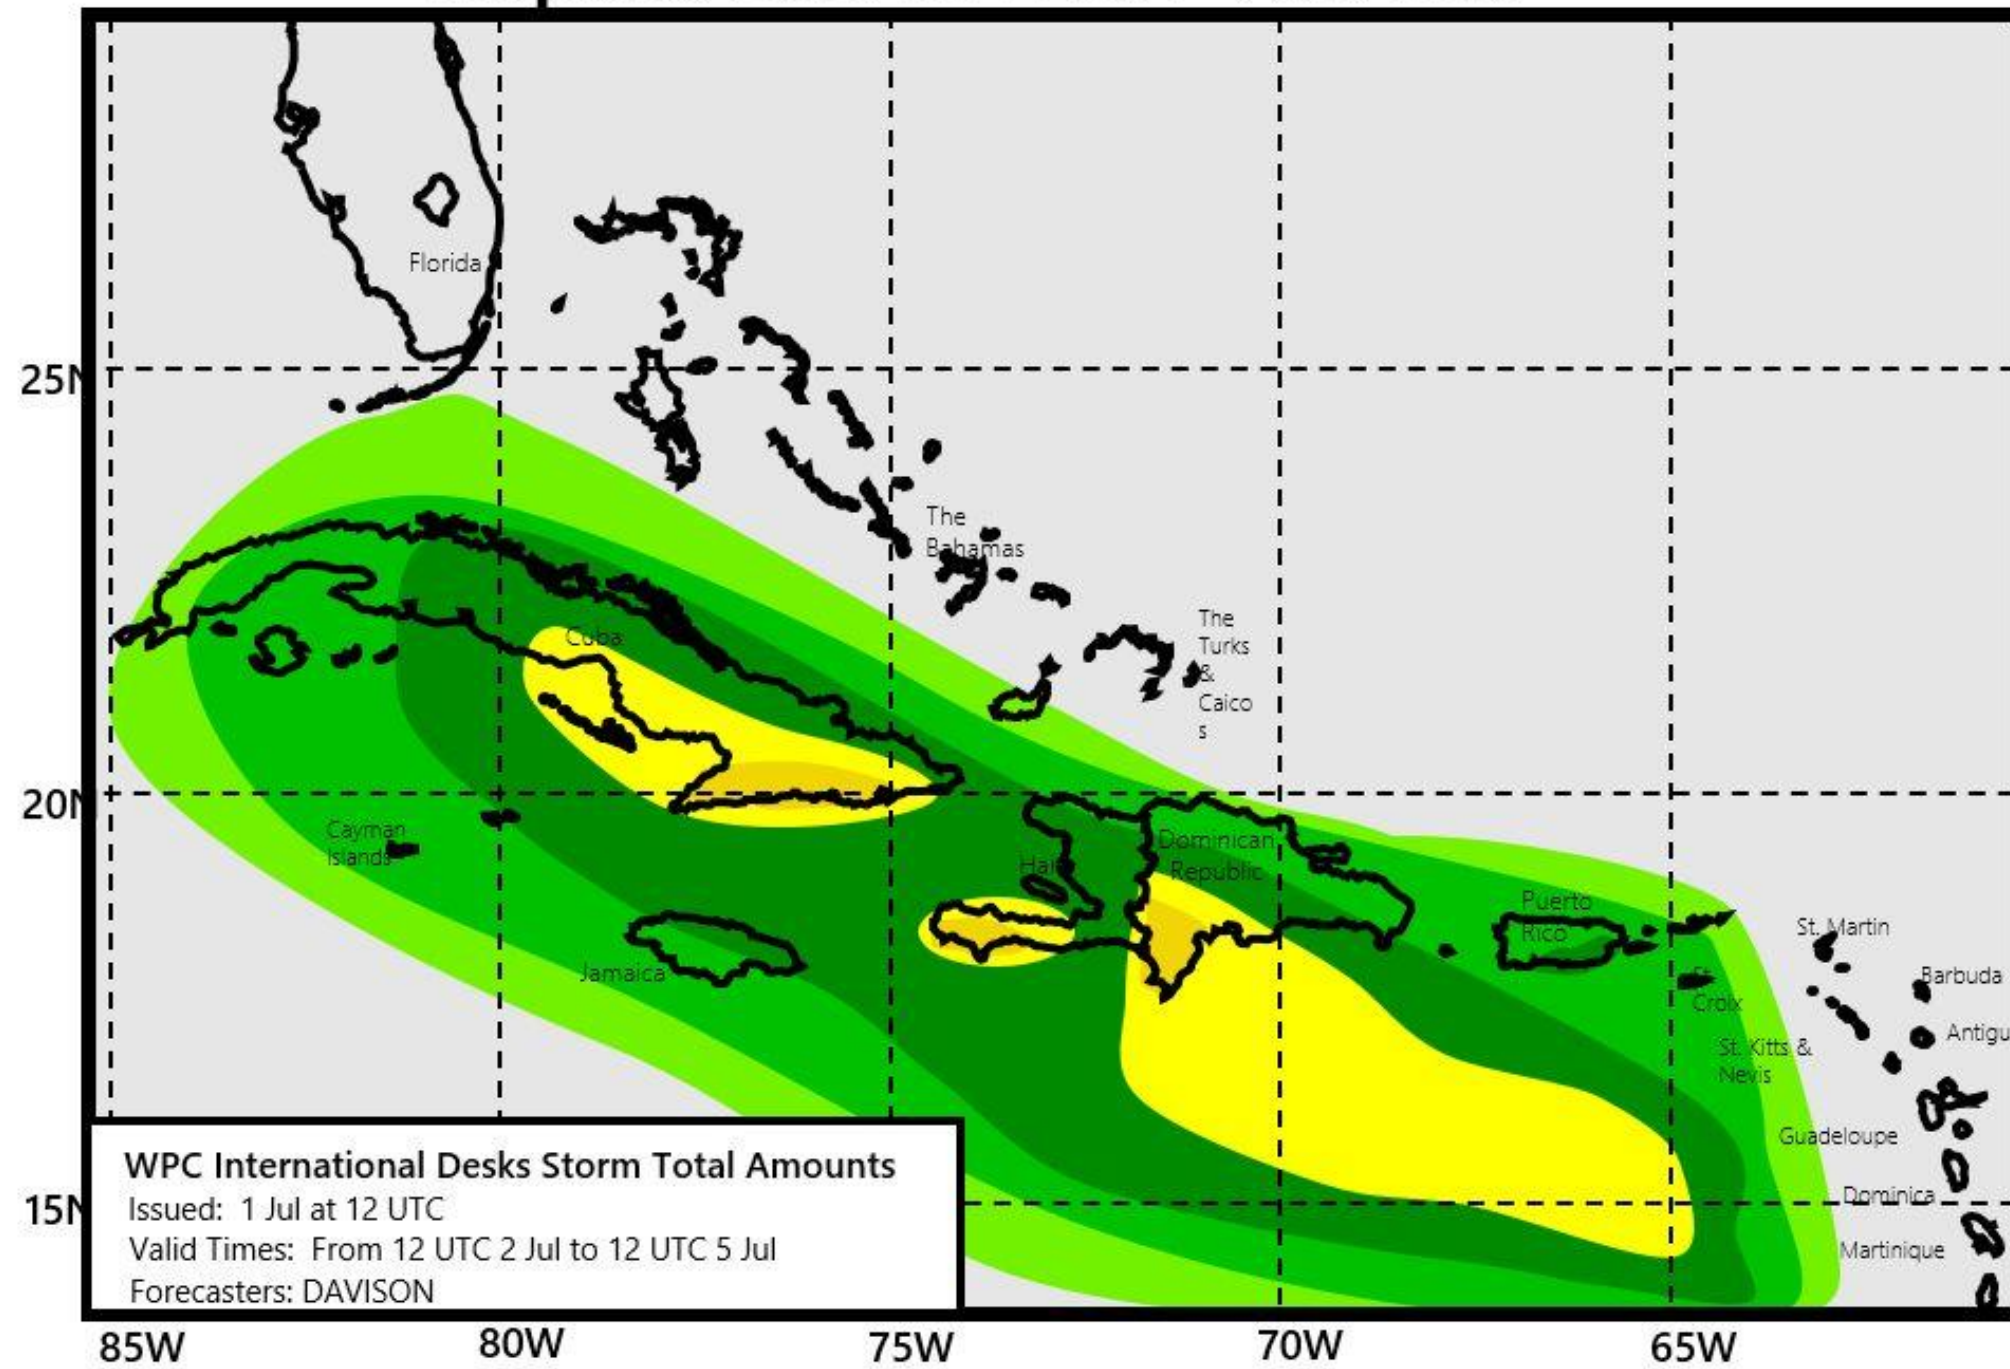 Florida
25N
The
Bahamas
The
Turks
&
Caico
s
Cuba
20N
Cayman
Islands
Dominican
Republic
Puerto
Rico
St. Martin
Jamaica
St.
Croix
Barbuda
Antigu
St. Kitts &
Nevis
Guadeloupe
Dominica
Martinique
15N
WPC International Desks Storm Total Amounts
Issued: 1 Jul at 12 UTC
Valid Times: From 12 UTC 2 Jul to 12 UTC 5 Jul
Forecasters: DAVISON
85W
80W
75W
70W
65W